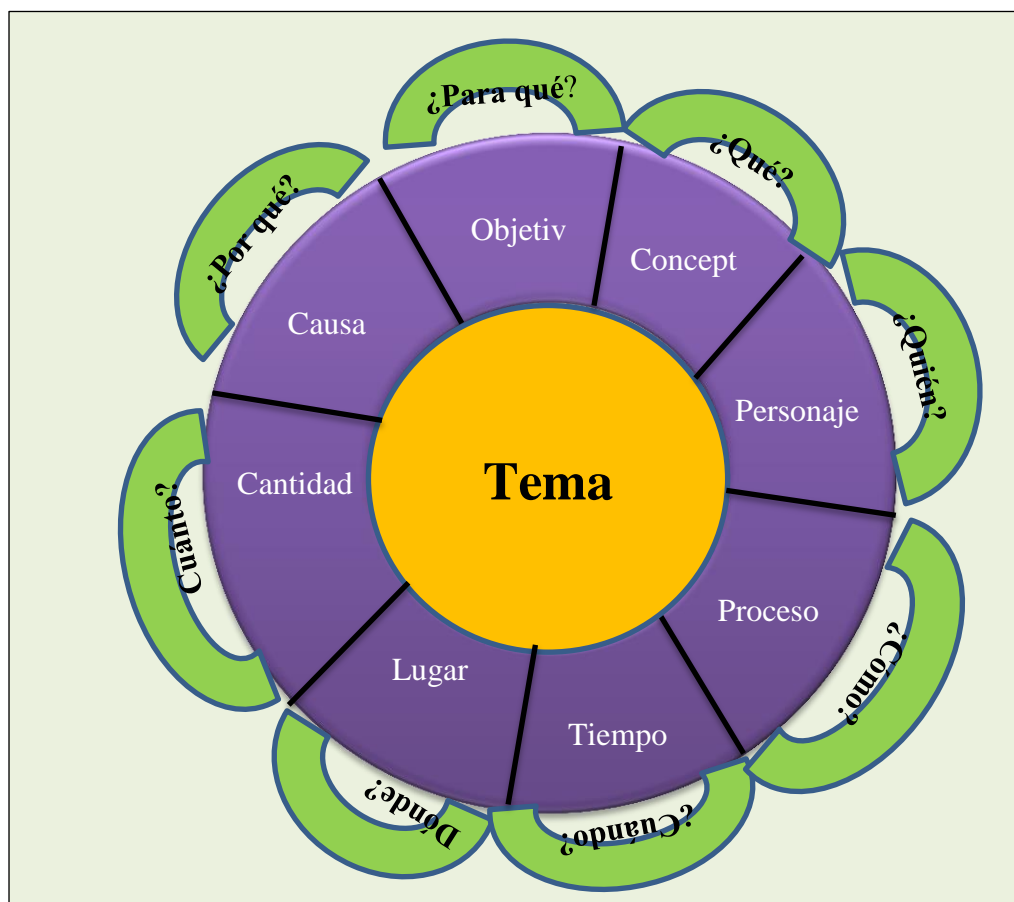 ¿Para qué?
¿Qué?
¿Quién?
¿Cómo?
¿Cuándo?
Dónde?
Cuánto?
¿Por qué?
Objetiv
Concept
Personaje
Proceso
Tiempo
Lugar
Cantidad
Causa
Tema